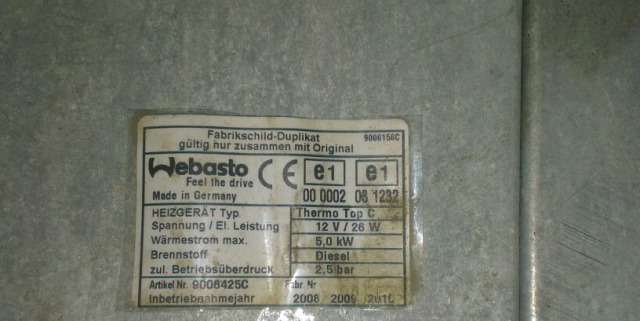 Fabrikschild-Duplikat 9006156C
gültig nur zusammen mit Original
Webasto CE e1 e1
Feel the drive
Made in Germany 00 0002 08 1232
HEIZGERÄT Typ Thermo Top C
Spannung / El. Leistung 12 V / 26 W
Wärmestrom max. 5,0 kW
Brennstoff Diesel
zul. Betriebsüberdruck 2,5 bar
Artikel Nr. 9006425C Fabr. Nr
Inbetriebnahmejahr 2008 2009 2010